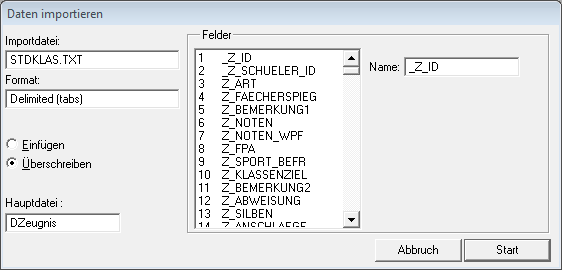 Daten importieren
Importdatei:
STDKLAS.TXT
Format:
Delimited (tabs)
Einfügen
Überschreiben
Hauptdatei :
DZeugnis
Felder
1 _Z_ID
2 _Z_SCHUELER_ID
3 Z_ART
4 Z_FAECHERSPIEG
5 Z_BEMERKUNG1
6 Z_NOTEN
7 Z_NOTEN_WPF
8 Z_FPA
9 Z_SPORT_BEFR
10 Z_KLASSENZIEL
11 Z_BEMERKUNG2
12 Z_ABWEISUNG
13 Z_SILBEN
14 Z_ANSCHLAEGE
Name: _Z_ID
Abbruch
Start